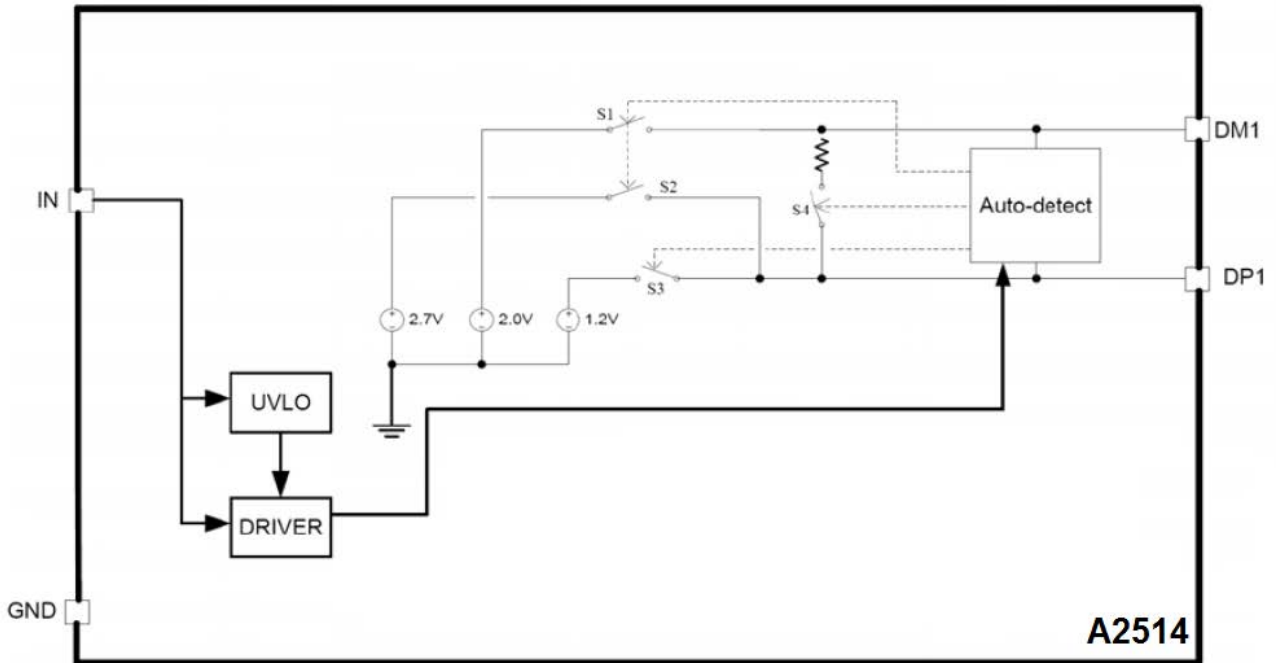 S1
DM1
IN
S2
S4
Auto-detect
S3
DP1
2.7V
2.0V
1.2V
UVLO
DRIVER
GND
A2514